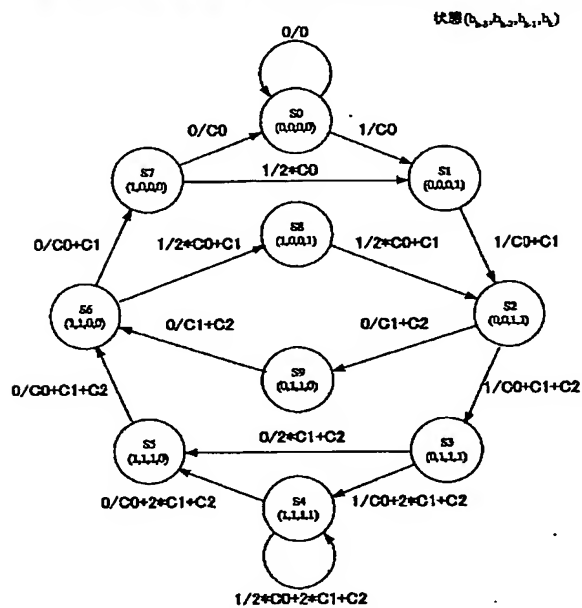 状態(b_{k-3},b_{k-2},b_{k-1},b_k)
0/0
S0
(0,0,0,0)
0/C0
1/C0
S7
(1,0,0,0)
1/2*C0
S1
(0,0,0,1)
0/C0+C1
1/2*C0+C1
S8
(1,0,0,1)
1/2*C0+C1
1/C0+C1
S6
(1,1,0,0)
0/C1+C2
0/C1+C2
S2
(0,0,1,1)
S9
(0,1,1,0)
0/C0+C1+C2
1/C0+C1+C2
S5
(1,1,1,0)
0/2*C1+C2
S3
(0,1,1,1)
0/C0+2*C1+C2
S4
(1,1,1,1)
1/C0+2*C1+C2
1/2*C0+2*C1+C2